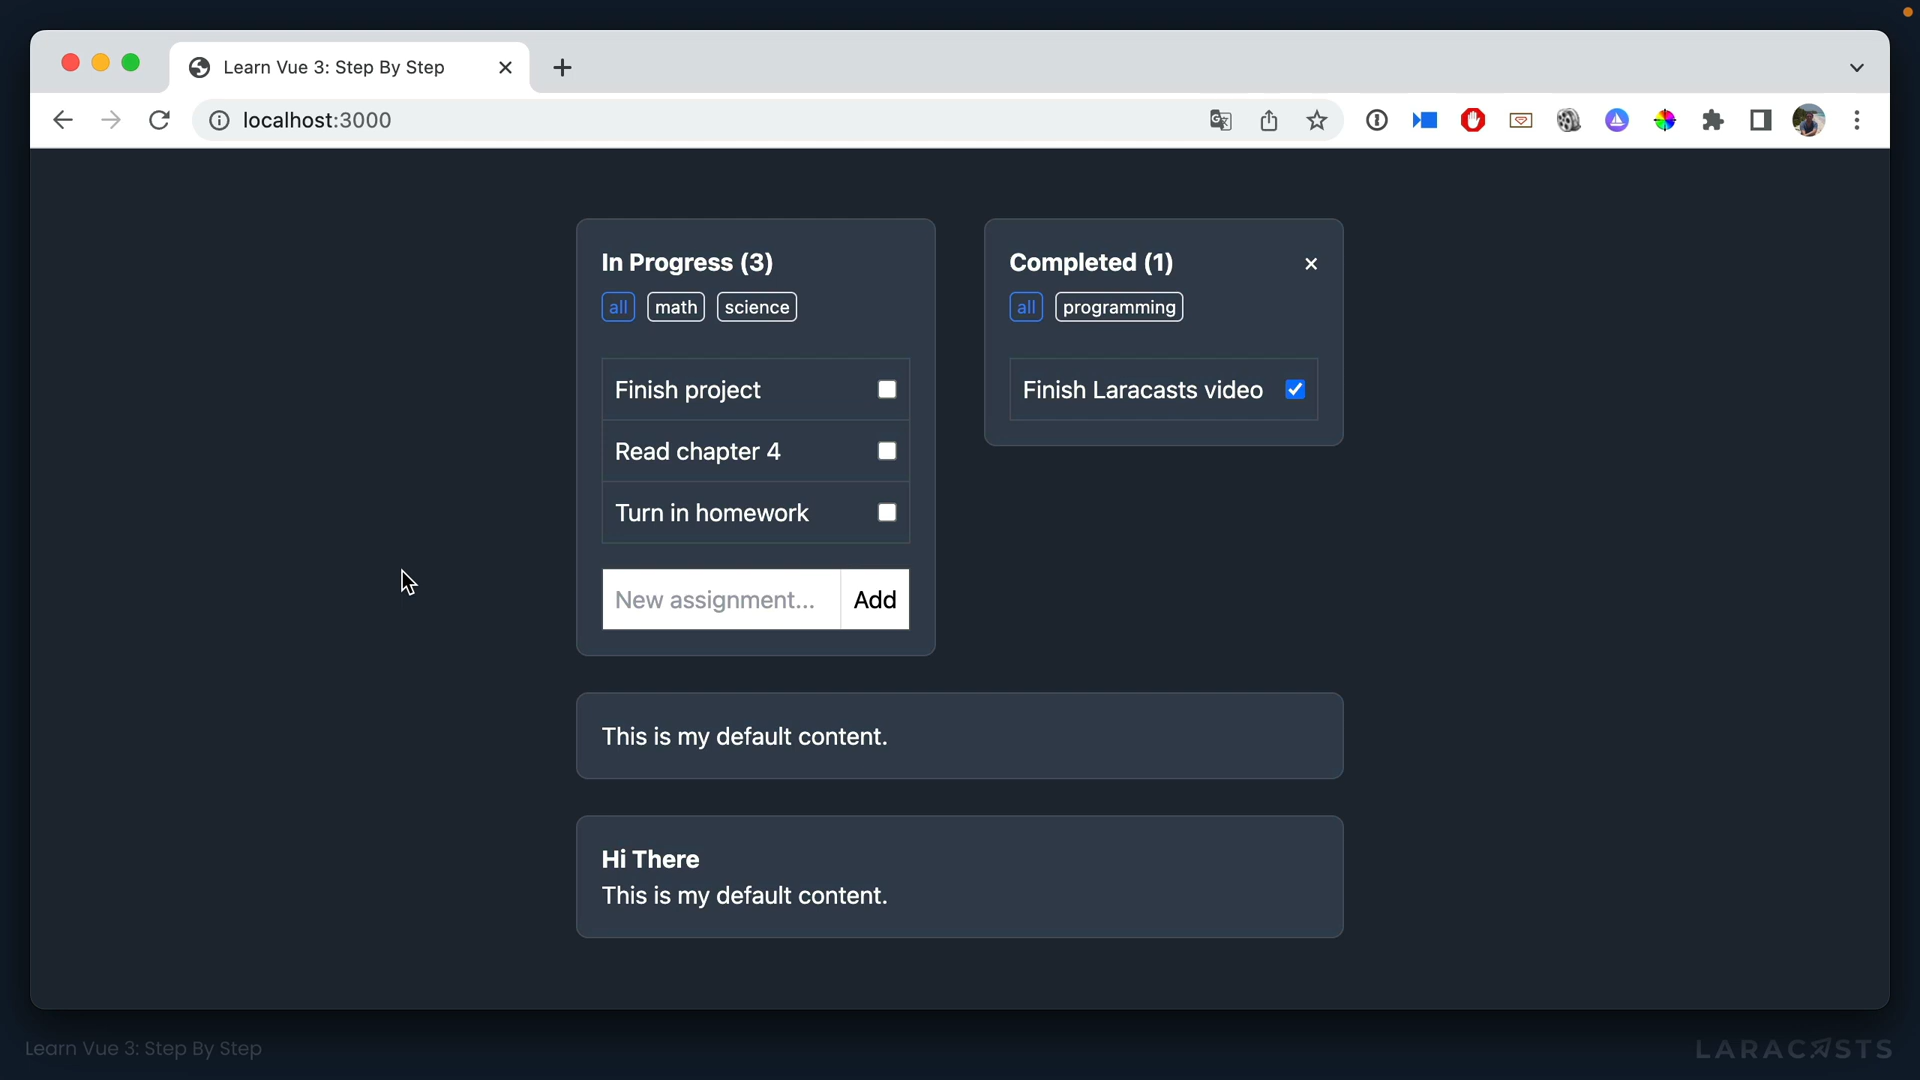 Learn Vue 3: Step By Step
localhost:3000
In Progress (3)
all math science
Finish project
Read chapter 4
Turn in homework
New assignment... Add
Completed (1)
all programming
Finish Laracasts video
This is my default content.
Hi There
This is my default content.
Learn Vue 3: Step By Step
LARACASTS